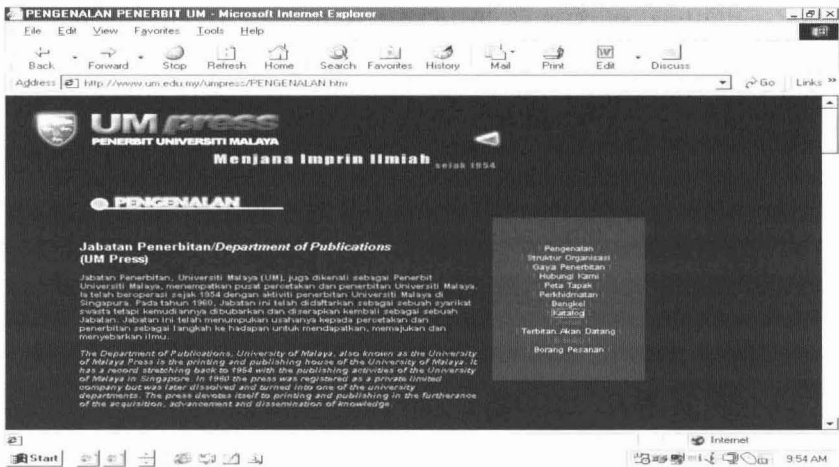 PENGENALAN PENERBIT UM - Microsoft Internet Explorer
File Edit View Favorites Tools Help
Back Forward Stop Refresh Home Search Favorites History Mail Print Edit Discuss
Address http://www.um.edu.my/umpress/PENGENALAN.htm Go Links
UM press
PENERBIT UNIVERSITI MALAYA
Menjana Imprin Ilmiah sejak 1954
PENGENALAN
Jabatan Penerbitan/Department of Publications
(UM Press)
Jabatan Penerbitan, Universiti Malaya (UM), juga dikenali sebagai Penerbit
Universiti Malaya, menempatkan pusat percetakan dan penerbitan Universiti Malaya.
Ia telah beroperasi sejak 1954 dengan aktiviti penerbitan Universiti Malaya di
Singapura. Pada tahun 1960, Jabatan ini telah didaftarkan sebagai sebuah syarikat
swasta tetapi kemudiannya dibubarkan dan diserapkan kembali sebagai sebuah
Jabatan. Jabatan ini telah menumpukan usahanya kepada percetakan dan
penerbitan sebagai langkah ke hadapan untuk mendapatkan, memajukan dan
menyebarkan ilmu.
The Department of Publications, University of Malaya, also known as the University
of Malaya Press is the printing and publishing house of the University of Malaya. It
has a record stretching back to 1954 with the publishing activities of the University
of Malaya in Singapore. In 1960 the press was registered as a private limited
company but was later dissolved and turned into one of the university
departments. The press devotes itself to printing and publishing in the furtherance
of the acquisition, advancement and dissemination of knowledge.
Pengenalan
Struktur Organisasi
Gaya Penerbitan
Hubungi Kami
Peta Tapak
Perkhidmatan
Bengkel
Katalog
Terbitan Akan Datang
Borang Pesanan
Internet
Start 9:54 AM